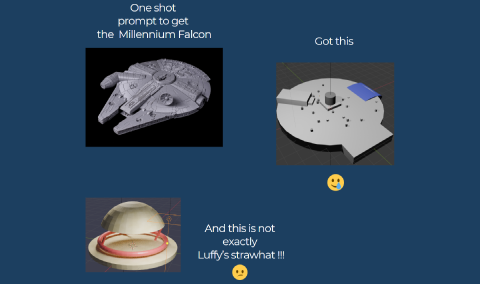 One shot
prompt to get
the Millennium Falcon
Got this
And this is not
exactly
Luffy's strawhat !!!